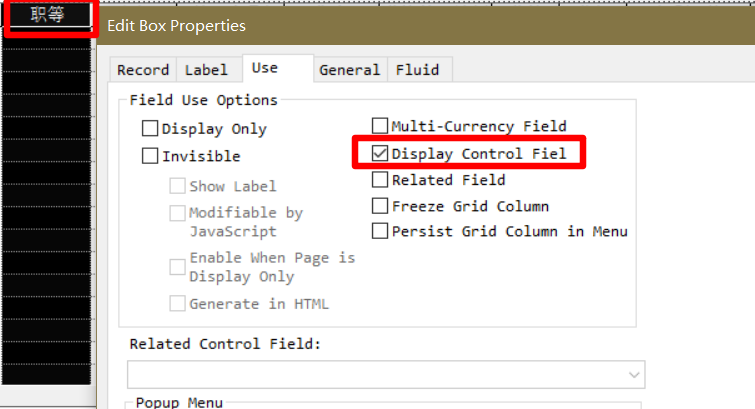 职等
Edit Box Properties
Record Label Use General Fluid
Field Use Options
Display Only
Invisible
Show Label
Modifiable by
JavaScript
Enable When Page is
Display Only
Generate in HTML
Multi-Currency Field
Display Control Fiel
Related Field
Freeze Grid Column
Persist Grid Column in Menu
Related Control Field:
Popup Menu